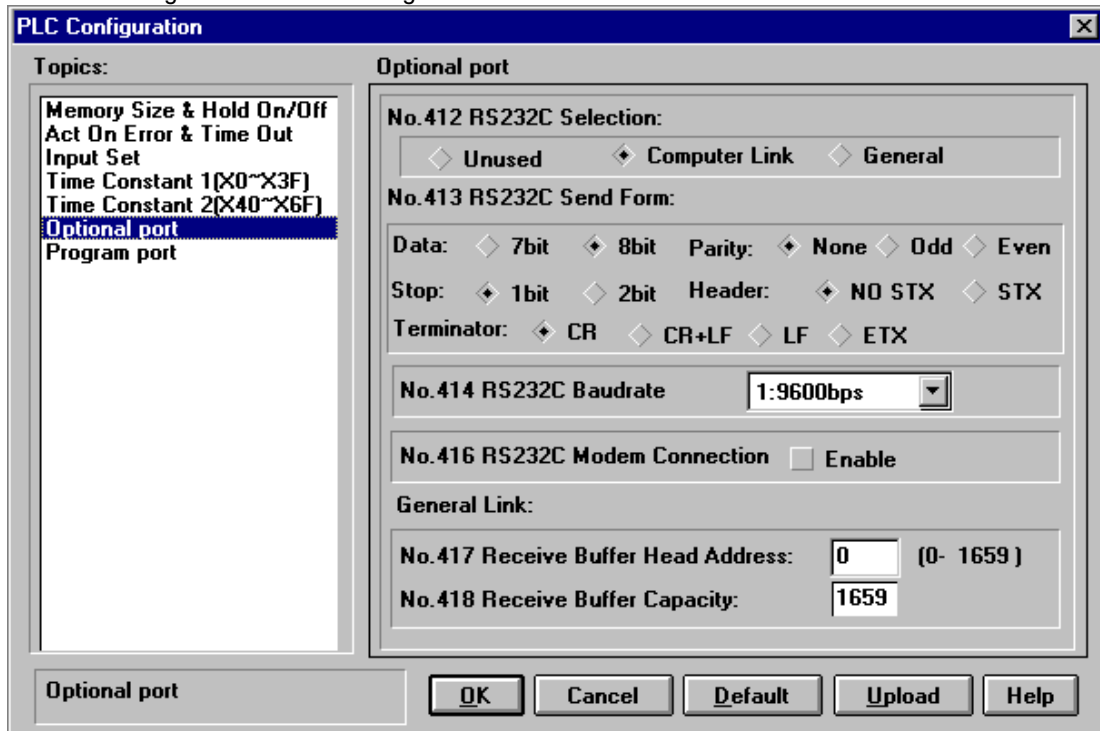 PLC Configuration
Topics:
Memory Size & Hold On/Off
Act On Error & Time Out
Input Set
Time Constant 1(X0~X3F)
Time Constant 2(X40~X6F)
Optional port
Program port
Optional port
No.412 RS232C Selection:
Unused Computer Link General
No.413 RS232C Send Form:
Data: 7bit 8bit Parity: None Odd Even
Stop: 1bit 2bit Header: NO STX STX
Terminator: CR CR+LF LF ETX
No.414 RS232C Baudrate 1:9600bps
No.416 RS232C Modem Connection Enable
General Link:
No.417 Receive Buffer Head Address: 0 (0- 1659 )
No.418 Receive Buffer Capacity: 1659
Optional port
OK Cancel Default Upload Help